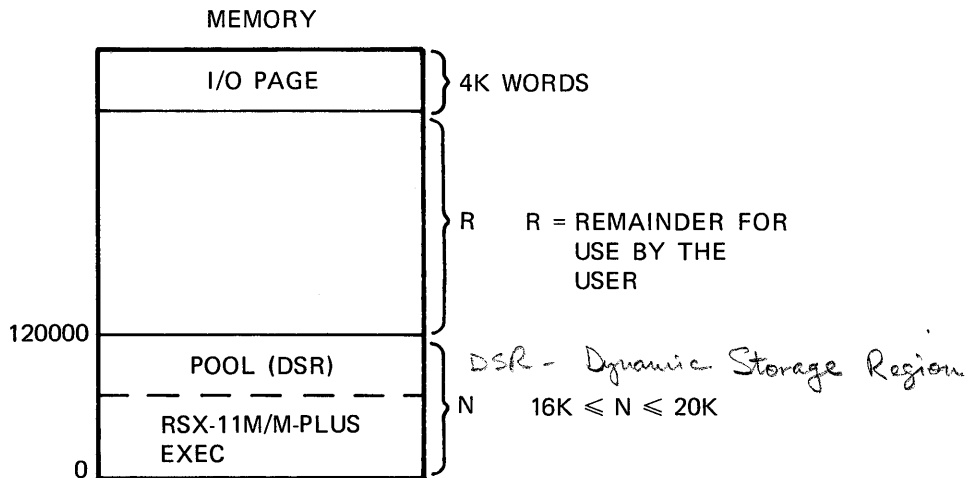 MEMORY
I/O PAGE
4K WORDS
R R = REMAINDER FOR
USE BY THE
USER
120000
POOL (DSR)
DSR - Dynamic Storage Region
N 16K ≤ N ≤ 20K
RSX-11M/M-PLUS
EXEC
0